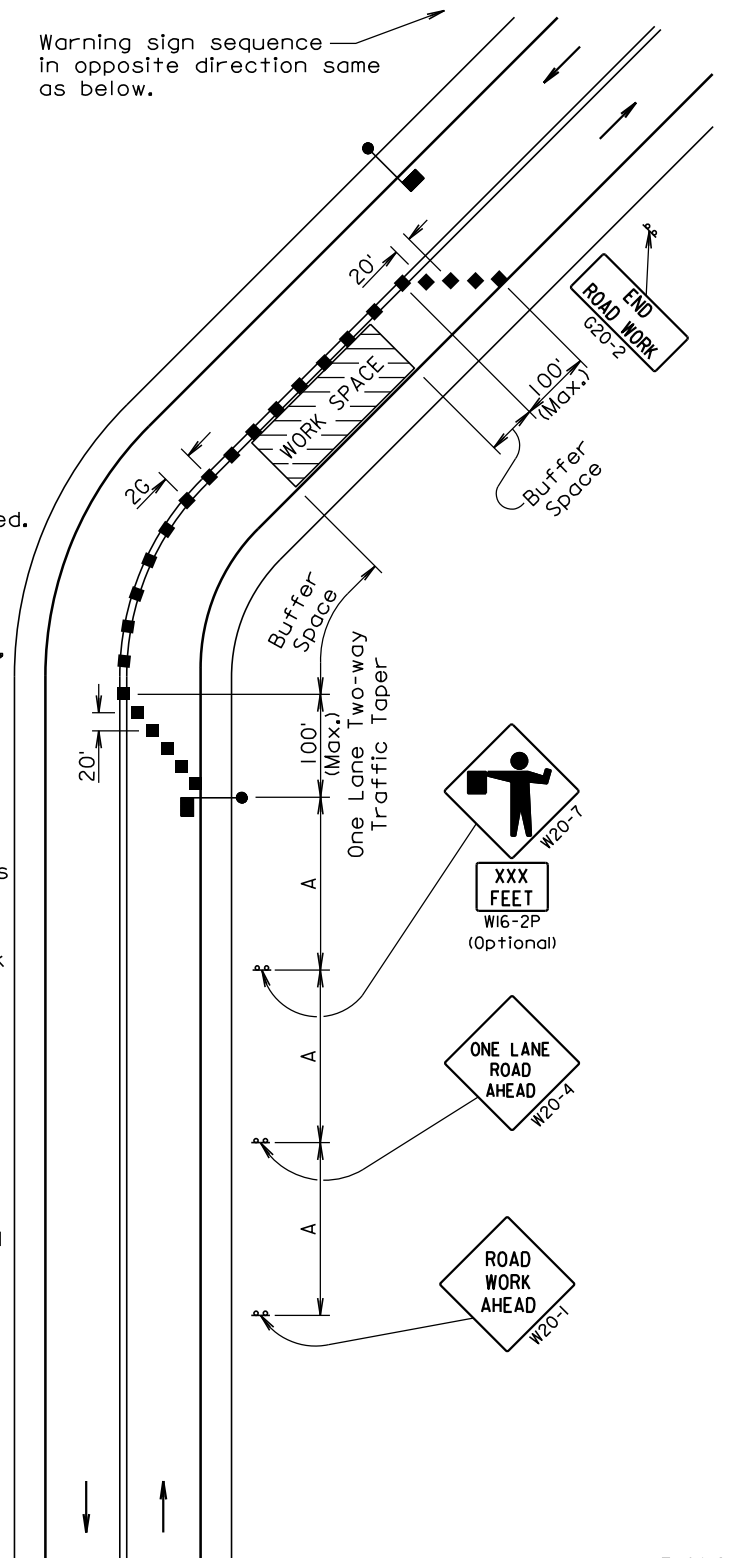 Warning sign sequence
in opposite direction same
as below.
20'
END
ROAD WORK
G20-2
100'
(Max.)
WORK SPACE
Buffer
Space
2G
ed.
Buffer
Space
100'
(Max.)
One Lane Two-way
Traffic Taper
20'
W20-7
XXX
FEET
W16-2P
(Optional)
A
s
k
A
ONE LANE
ROAD
AHEAD
W20-4
A
ROAD
WORK
AHEAD
W20-1